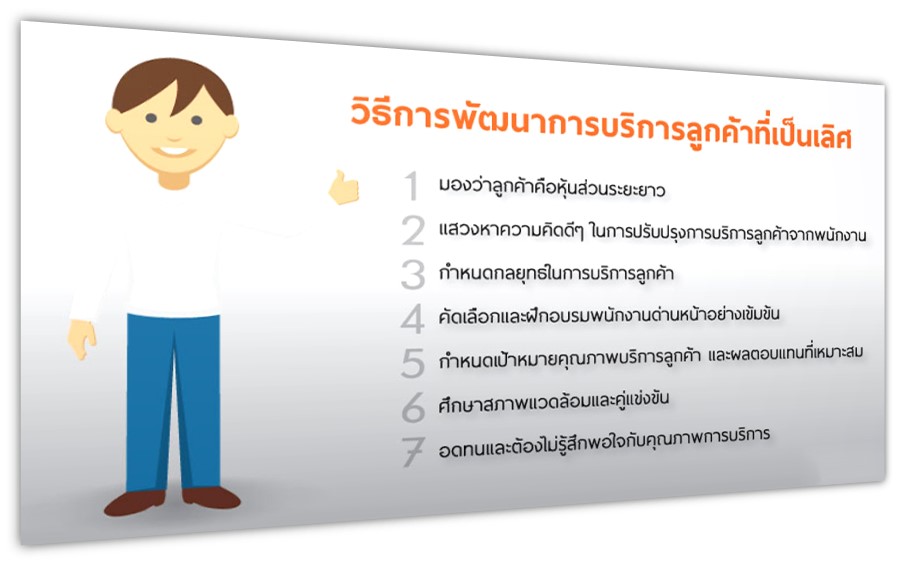 วิธีการพัฒนาการบริการลูกค้าที่เป็นเลิศ
1 มองว่าลูกค้าคือหุ้นส่วนระยะยาว
2 แสวงหาความคิดดีๆ ในการปรับปรุงการบริการลูกค้าจากพนักงาน
3 กำหนดกลยุทธ์ในการบริการลูกค้า
4 คัดเลือกและฝึกอบรมพนักงานด่านหน้าอย่างเข้มข้น
5 กำหนดเป้าหมายคุณภาพบริการลูกค้า และผลตอบแทนที่เหมาะสม
6 ศึกษาสภาพแวดล้อมและคู่แข่งขัน
7 อดทนและต้องไม่รู้สึกพอใจกับคุณภาพการบริการ